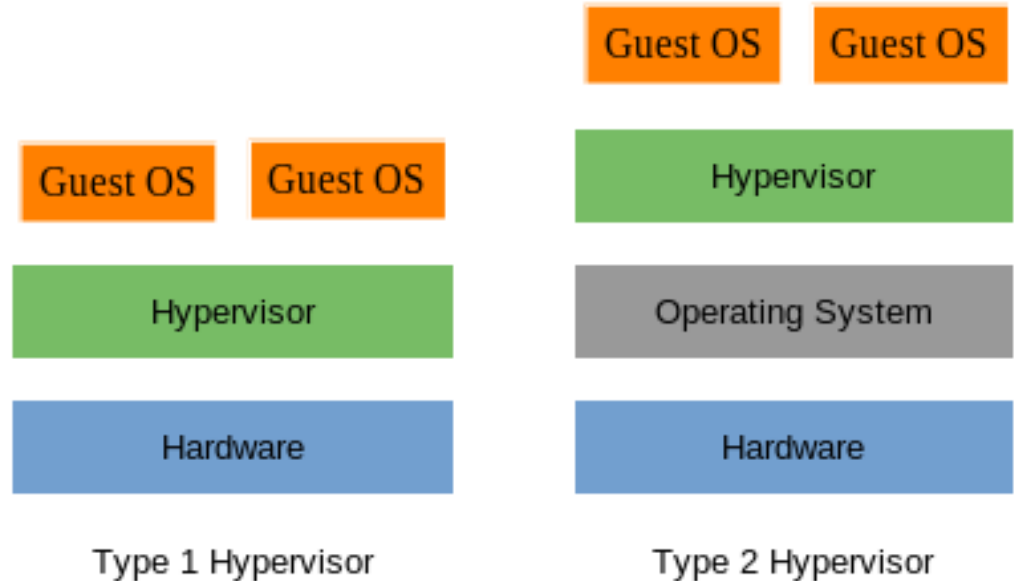 Guest OS
Guest OS
Hypervisor
Hardware
Type 1 Hypervisor
Guest OS
Guest OS
Hypervisor
Operating System
Hardware
Type 2 Hypervisor